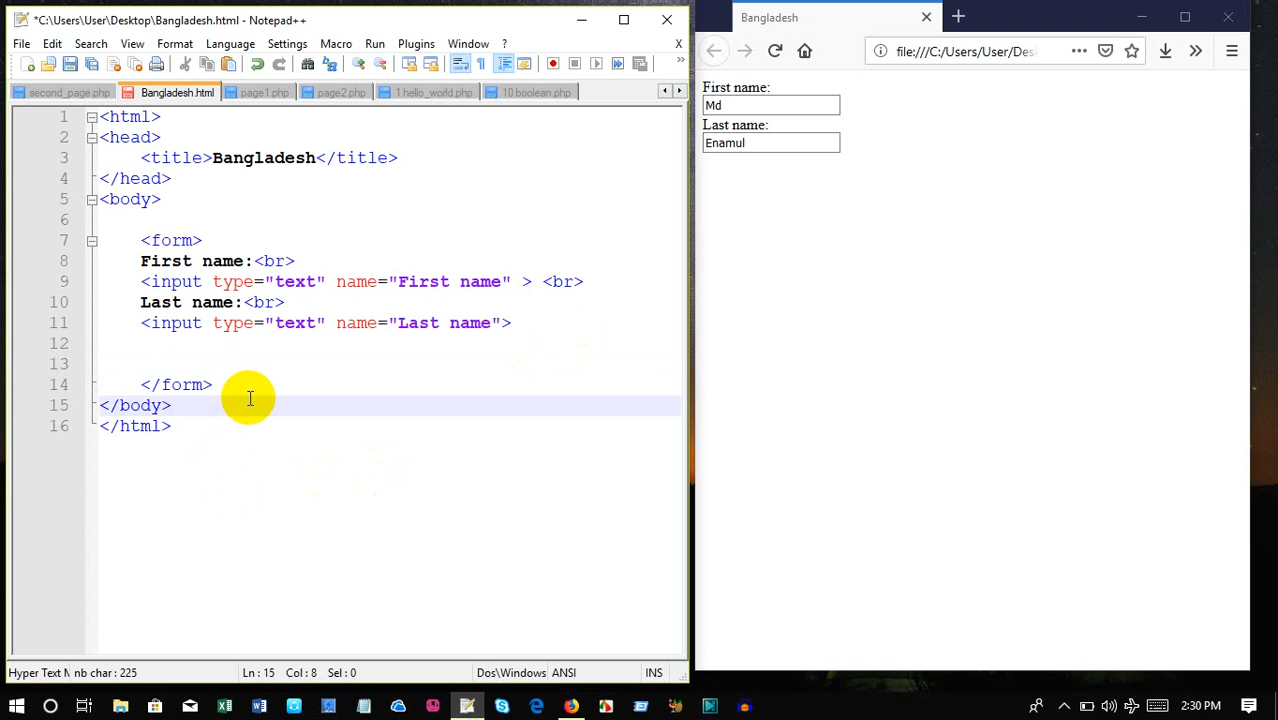 *C:\Users\User\Desktop\Bangladesh.html - Notepad++
File Edit Search View Format Language Settings Macro Run Plugins Window ? X
second_page.php Bangladesh.html page1.php page2.php 1 hello_world.php 10 boolean.php
1 <html>
2 <head>
3 <title>Bangladesh</title>
4 </head>
5 <body>
6
7 <form>
8 First name:<br>
9 <input type="text" name="First name" > <br>
10 Last name:<br>
11 <input type="text" name="Last name">
12
13
14 </form>
15 </body>
16 </html>
Hyper Text M nb char : 225 Ln : 15 Col : 8 Sel : 0 Dos\Windows ANSI INS
Bangladesh
file:///C:/Users/User/Des
First name:
Md
Last name:
Enamul
2:30 PM